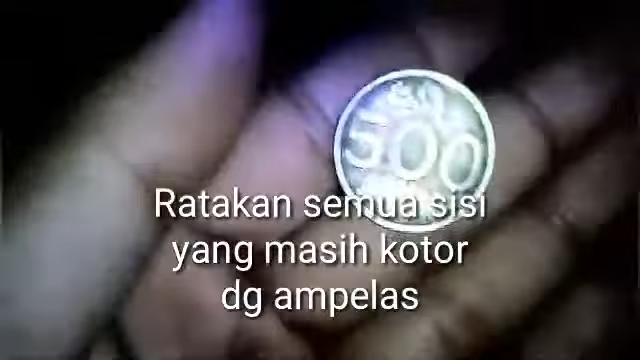 500
Ratakan semua sisi
yang masih kotor
dg ampelas